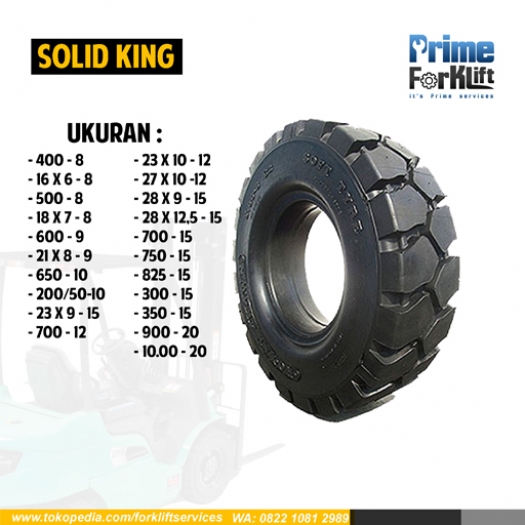 SOLID KING
Prime
Forklift
it's Prime services
UKURAN :
- 400 - 8
- 16 X 6 - 8
- 500 - 8
- 18 X 7 - 8
- 600 - 9
- 21 X 8 - 9
- 650 - 10
- 200/50-10
- 23 X 9 - 15
- 700 - 12
- 23 X 10 - 12
- 27 X 10 -12
- 28 X 9 - 15
- 28 X 12,5 - 15
- 700 - 15
- 750 - 15
- 825 - 15
- 300 - 15
- 350 - 15
- 900 - 20
- 10.00 - 20
www.tokopedia.com/forkliftservices WA: 0822 1081 2989